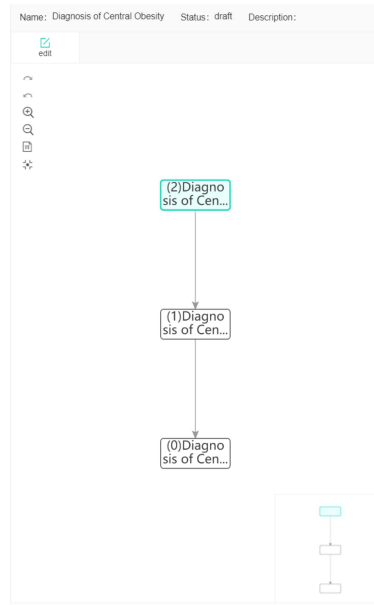 Name: Diagnosis of Central Obesity Status: draft Description:
edit
(2)Diagno
sis of Cen...
(1)Diagno
sis of Cen...
(0)Diagno
sis of Cen...